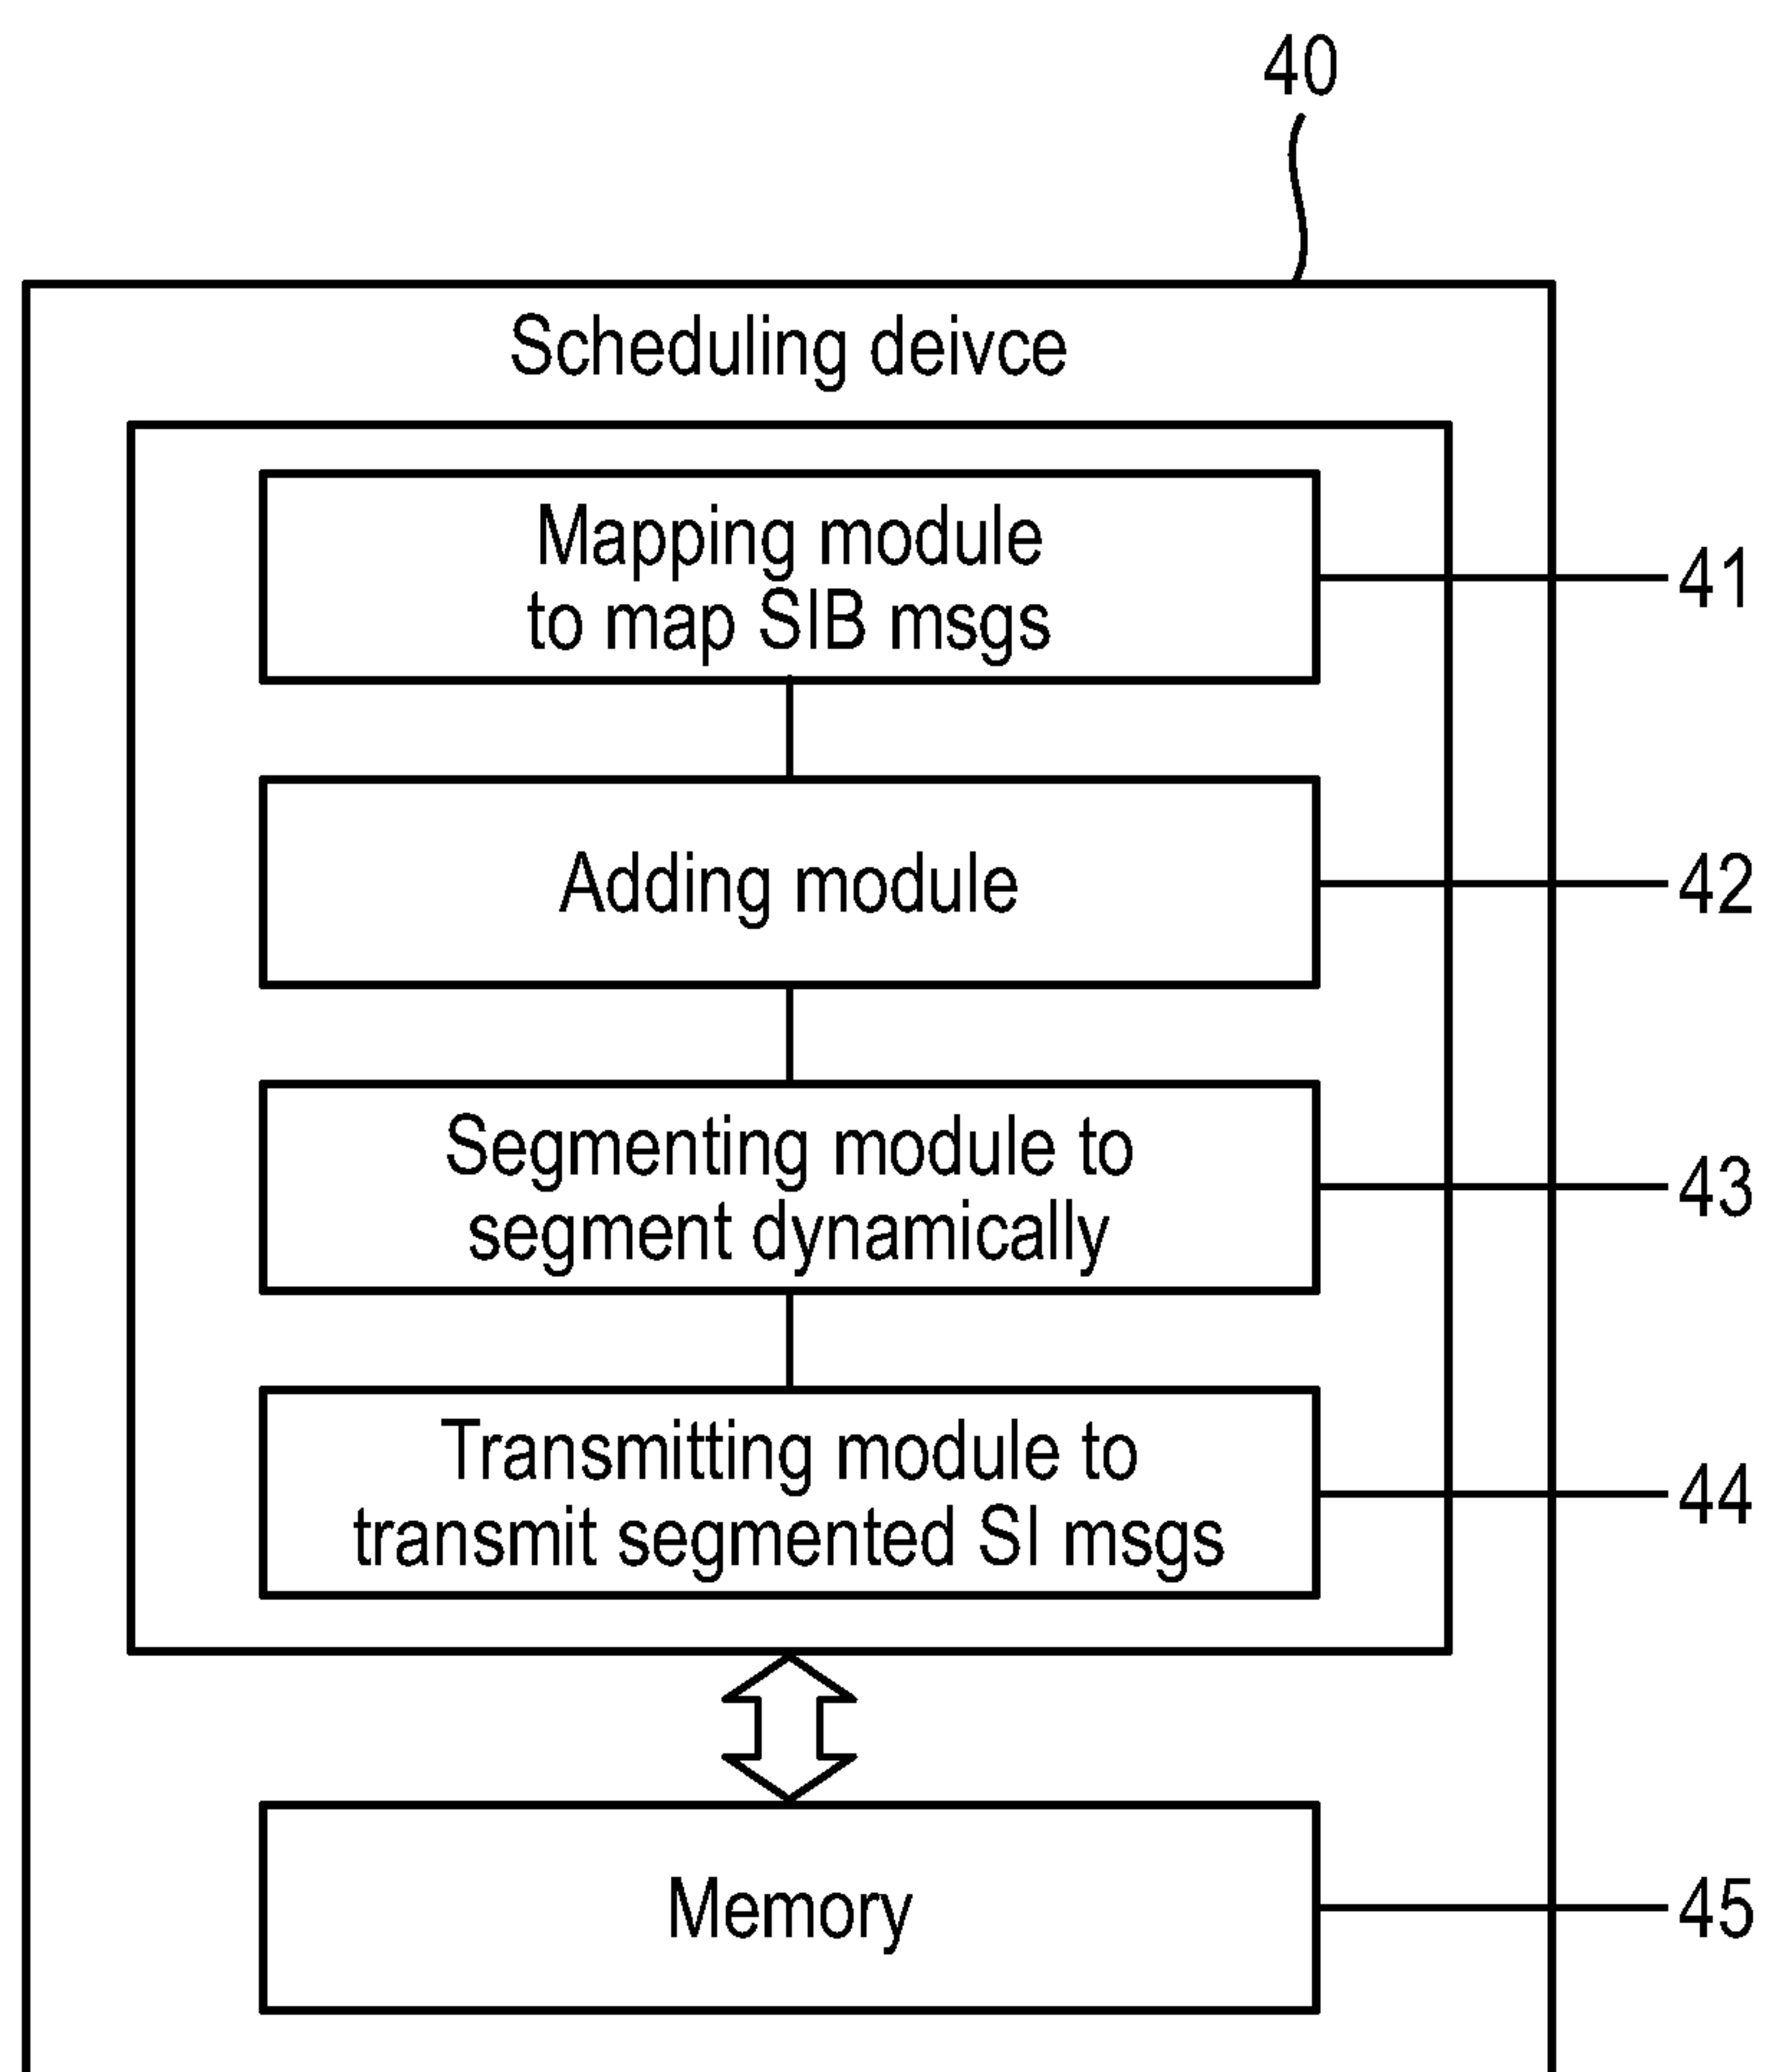 40
Scheduling deivce
Mapping module
to map SIB msgs
41
Adding module
42
Segmenting module to
segment dynamically
43
Transmitting module to
transmit segmented SI msgs
44
Memory
45